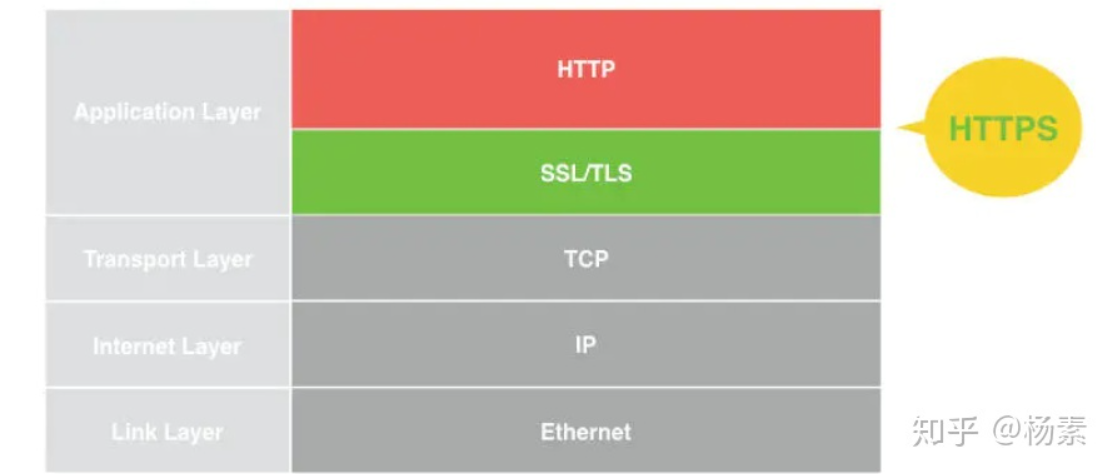 Application Layer
HTTP
SSL/TLS
HTTPS
Transport Layer
TCP
Internet Layer
IP
Link Layer
Ethernet
知乎 @杨素